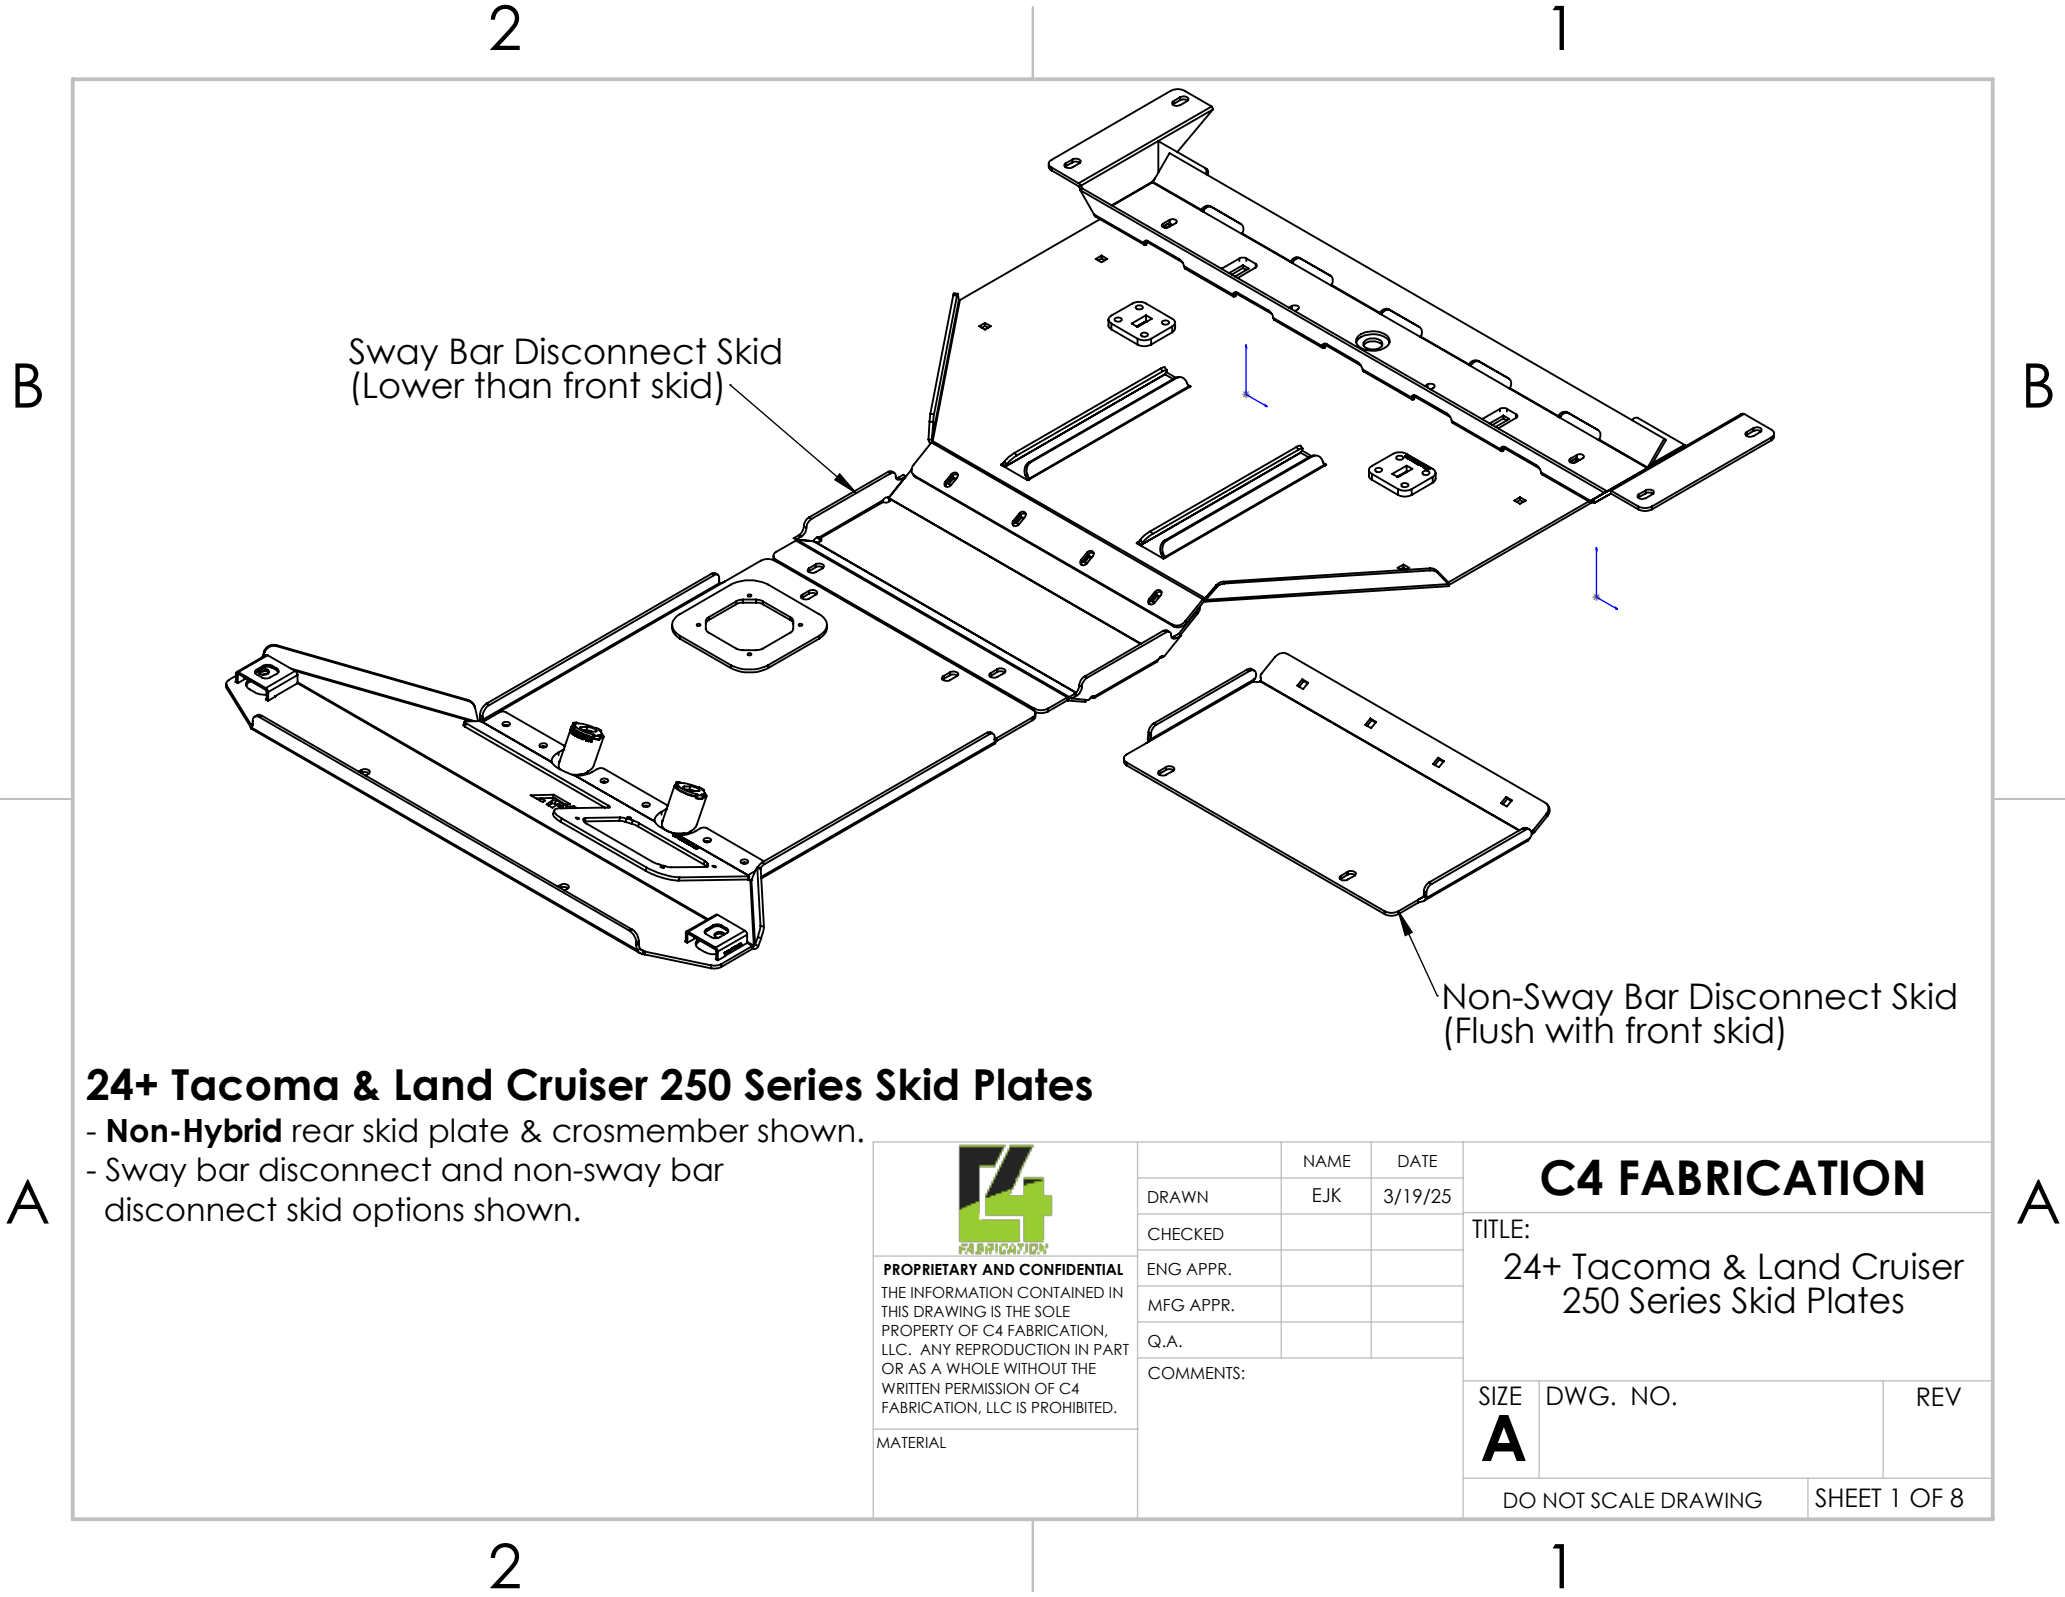 2
1
B
B
Sway Bar Disconnect Skid
(Lower than front skid)
Non-Sway Bar Disconnect Skid
(Flush with front skid)
24+ Tacoma & Land Cruiser 250 Series Skid Plates
- Non-Hybrid rear skid plate & crosmember shown.
- Sway bar disconnect and non-sway bar
disconnect skid options shown.
A
A
C4
FABRICATION
PROPRIETARY AND CONFIDENTIAL
THE INFORMATION CONTAINED IN
THIS DRAWING IS THE SOLE
PROPERTY OF C4 FABRICATION,
LLC. ANY REPRODUCTION IN PART
OR AS A WHOLE WITHOUT THE
WRITTEN PERMISSION OF C4
FABRICATION, LLC IS PROHIBITED.
MATERIAL
NAME DATE
DRAWN EJK 3/19/25
CHECKED
ENG APPR.
MFG APPR.
Q.A.
COMMENTS:
C4 FABRICATION
TITLE:
24+ Tacoma & Land Cruiser
250 Series Skid Plates
SIZE DWG. NO. REV
A
DO NOT SCALE DRAWING SHEET 1 OF 8
2
1